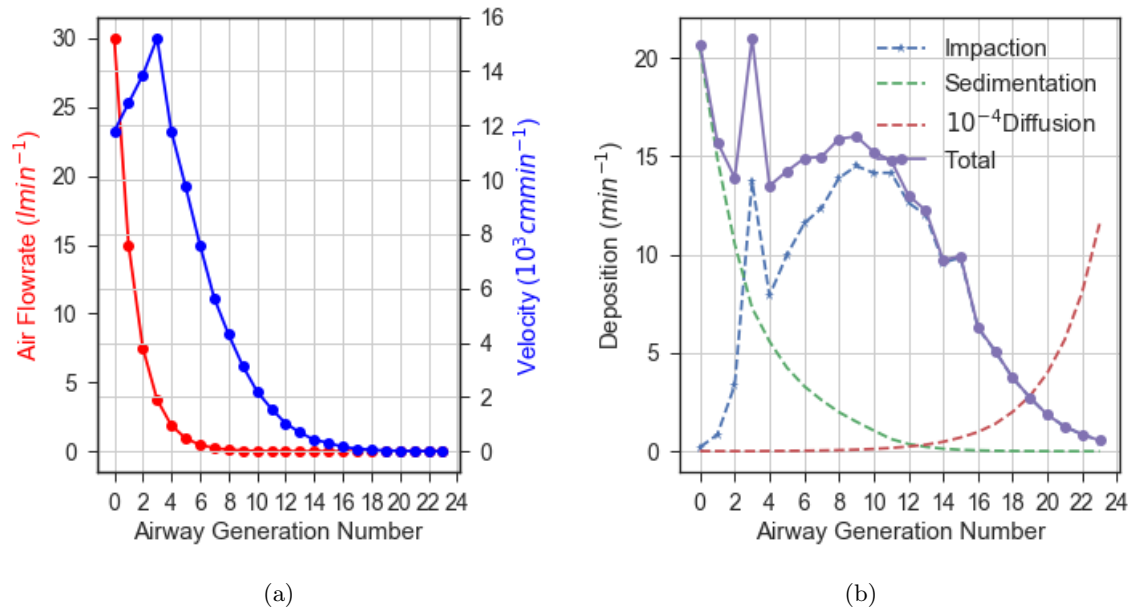 30
25
20
15
10
5
0
Air Flowrate (lmin⁻¹)
16
14
12
10
8
6
4
2
0
Velocity (10³cmmin⁻¹)
0 2 4 6 8 10 12 14 16 18 20 22 24
Airway Generation Number
(a)
20
15
10
5
0
Deposition (min⁻¹)
Impaction
Sedimentation
10⁻⁴Diffusion
Total
0 2 4 6 8 10 12 14 16 18 20 22 24
Airway Generation Number
(b)